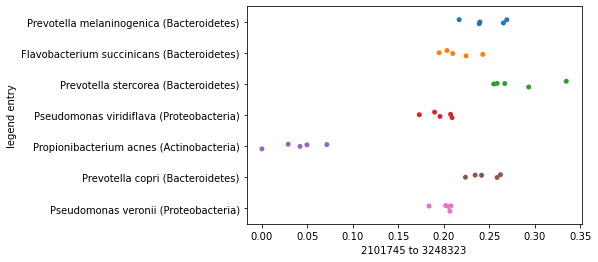 legend entry
Prevotella melaninogenica (Bacteroidetes)
Flavobacterium succinicans (Bacteroidetes)
Prevotella stercorea (Bacteroidetes)
Pseudomonas viridiflava (Proteobacteria)
Propionibacterium acnes (Actinobacteria)
Prevotella copri (Bacteroidetes)
Pseudomonas veronii (Proteobacteria)
0.00 0.05 0.10 0.15 0.20 0.25 0.30 0.35
2101745 to 3248323